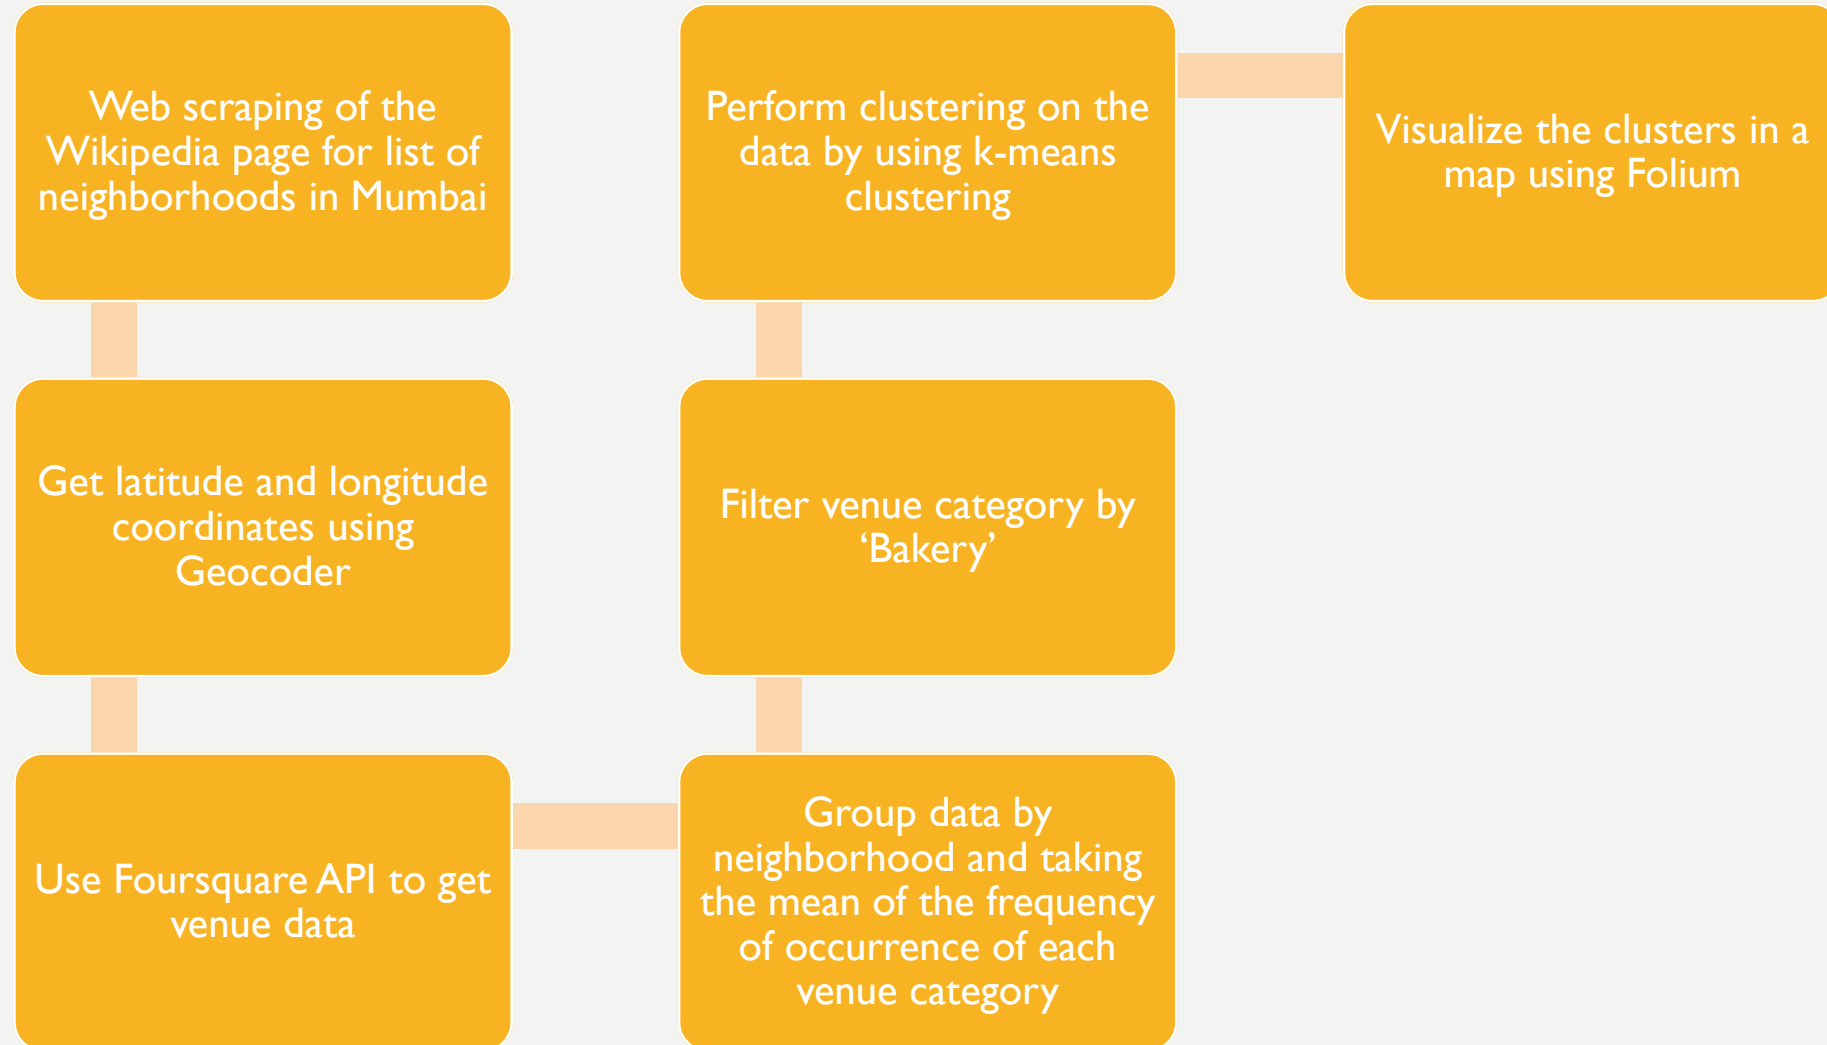 Web scraping of the
Wikipedia page for list of
neighborhoods in Mumbai
Get latitude and longitude
coordinates using
Geocoder
Use Foursquare API to get
venue data
Group data by
neighborhood and taking
the mean of the frequency
of occurrence of each
venue category
Filter venue category by
‘Bakery’
Perform clustering on the
data by using k-means
clustering
Visualize the clusters in a
map using Folium